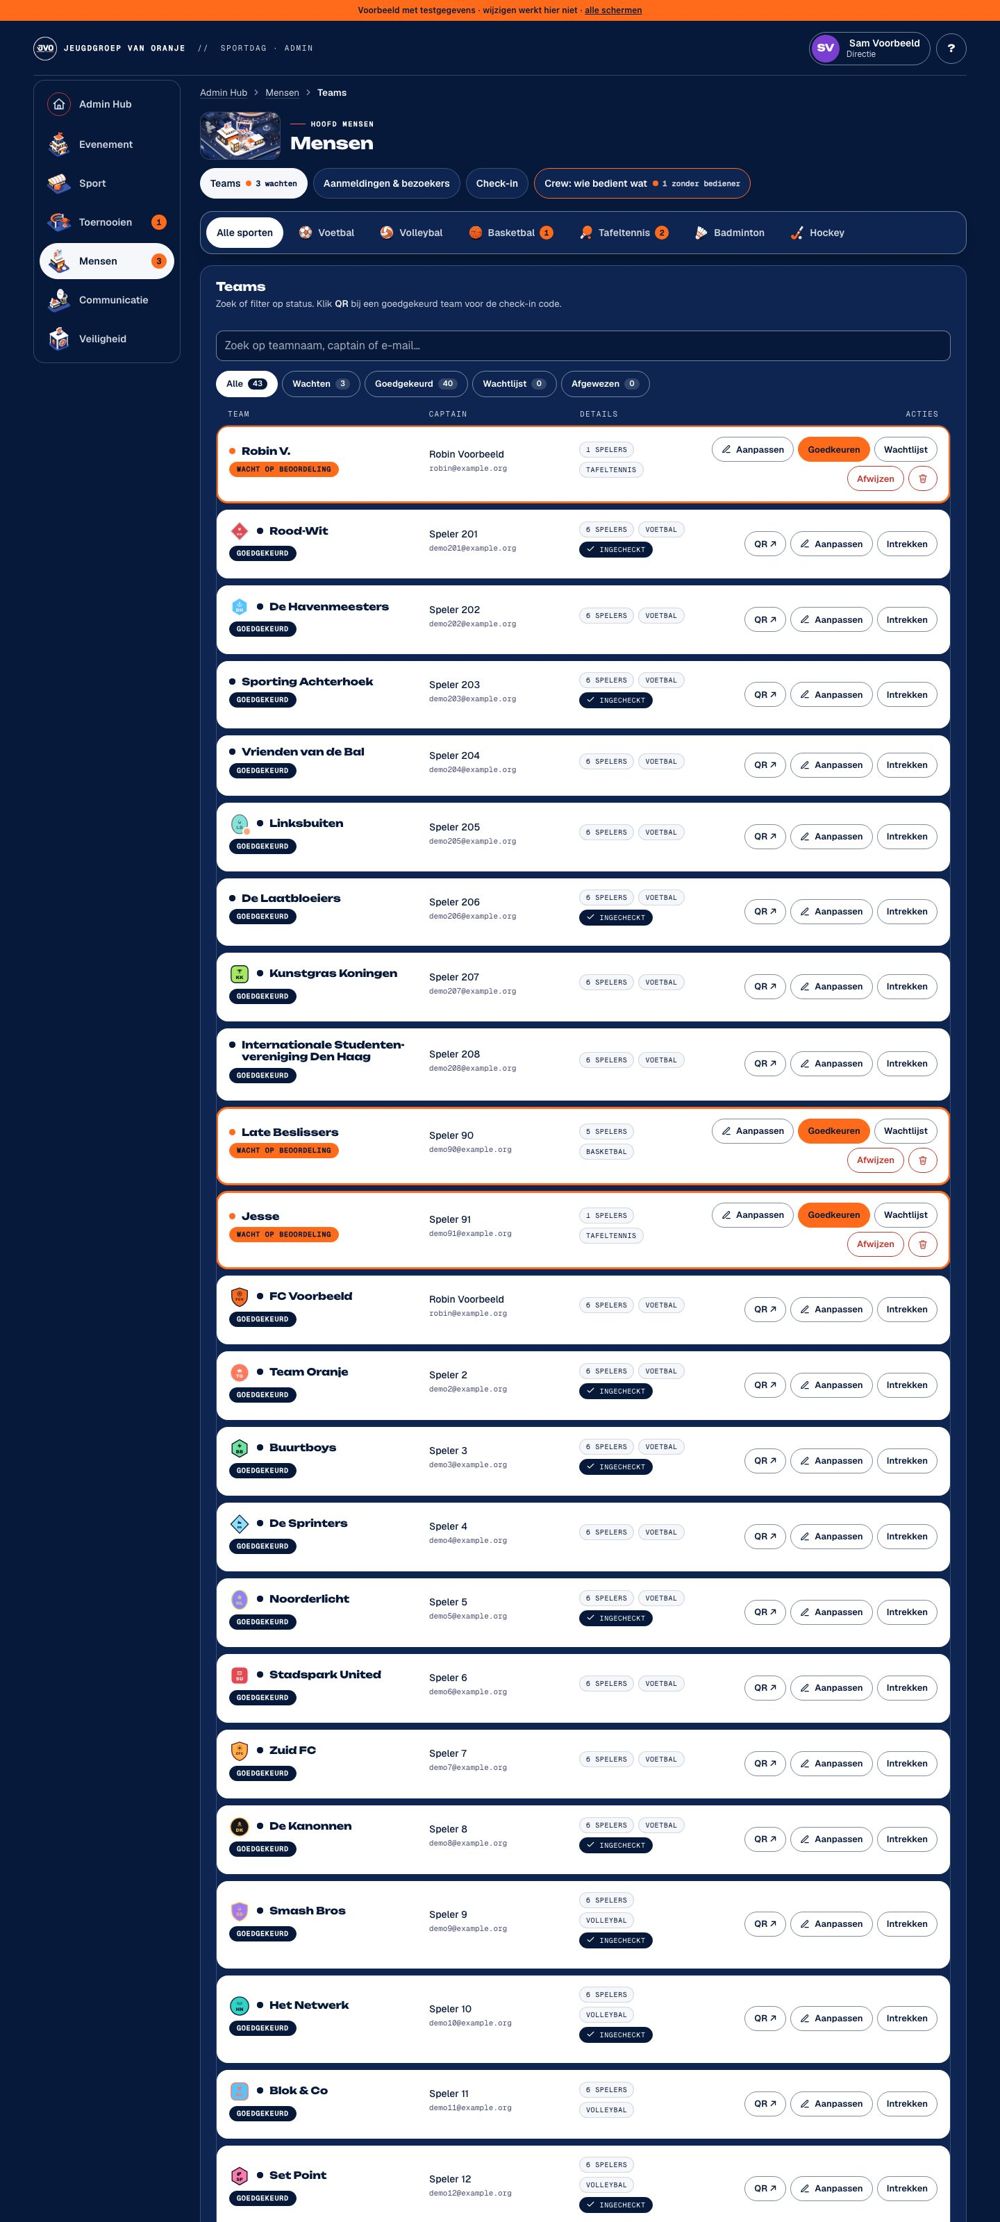 Voorbeeld met testgegevens · wijzigen werkt hier niet · alle schermen
JVO JEUGDGROEP VAN ORANJE // SPORTDAG · ADMIN
SV Sam Voorbeeld
Directie
?
Admin Hub
Evenement
Sport
Toernooien 1
Mensen 3
Communicatie
Veiligheid
Admin Hub > Mensen > Teams
HOOFD MENSEN
Mensen
Teams 3 wachten
Aanmeldingen & bezoekers
Check-in
Crew: wie bedient wat 1 zonder bediener
Alle sporten Voetbal Volleybal Basketbal 1 Tafeltennis 2 Badminton Hockey
Teams
Zoek of filter op status. Klik QR bij een goedgekeurd team voor de check-in code.
Zoek op teamnaam, captain of e-mail...
Alle 43 Wachten 3 Goedgekeurd 40 Wachtlijst 0 Afgewezen 0
TEAM CAPTAIN DETAILS ACTIES
Robin V.
WACHT OP BEOORDELING
Robin Voorbeeld
robin@example.org
1 SPELERS
TAFELTENNIS
Aanpassen Goedkeuren Wachtlijst
Afwijzen
Rood-Wit
GOEDGEKEURD
Speler 201
demo201@example.org
6 SPELERS VOETBAL
INGECHECKT
QR ↗ Aanpassen Intrekken
De Havenmeesters
GOEDGEKEURD
Speler 202
demo202@example.org
6 SPELERS VOETBAL
QR ↗ Aanpassen Intrekken
Sporting Achterhoek
GOEDGEKEURD
Speler 203
demo203@example.org
6 SPELERS VOETBAL
INGECHECKT
QR ↗ Aanpassen Intrekken
Vrienden van de Bal
GOEDGEKEURD
Speler 204
demo204@example.org
6 SPELERS VOETBAL
QR ↗ Aanpassen Intrekken
Linksbuiten
GOEDGEKEURD
Speler 205
demo205@example.org
6 SPELERS VOETBAL
QR ↗ Aanpassen Intrekken
De Laatbloeiers
GOEDGEKEURD
Speler 206
demo206@example.org
6 SPELERS VOETBAL
INGECHECKT
QR ↗ Aanpassen Intrekken
KK Kunstgras Koningen
GOEDGEKEURD
Speler 207
demo207@example.org
6 SPELERS VOETBAL
QR ↗ Aanpassen Intrekken
Internationale Studenten-
vereniging Den Haag
GOEDGEKEURD
Speler 208
demo208@example.org
6 SPELERS VOETBAL
QR ↗ Aanpassen Intrekken
Late Beslissers
WACHT OP BEOORDELING
Speler 90
demo90@example.org
5 SPELERS
BASKETBAL
Aanpassen Goedkeuren Wachtlijst
Afwijzen
Jesse
WACHT OP BEOORDELING
Speler 91
demo91@example.org
1 SPELERS
TAFELTENNIS
Aanpassen Goedkeuren Wachtlijst
Afwijzen
FC Voorbeeld
GOEDGEKEURD
Robin Voorbeeld
robin@example.org
6 SPELERS VOETBAL
QR ↗ Aanpassen Intrekken
Team Oranje
GOEDGEKEURD
Speler 2
demo2@example.org
6 SPELERS VOETBAL
INGECHECKT
QR ↗ Aanpassen Intrekken
Buurtboys
GOEDGEKEURD
Speler 3
demo3@example.org
6 SPELERS VOETBAL
INGECHECKT
QR ↗ Aanpassen Intrekken
De Sprinters
GOEDGEKEURD
Speler 4
demo4@example.org
6 SPELERS VOETBAL
QR ↗ Aanpassen Intrekken
Noorderlicht
GOEDGEKEURD
Speler 5
demo5@example.org
6 SPELERS VOETBAL
INGECHECKT
QR ↗ Aanpassen Intrekken
Stadspark United
GOEDGEKEURD
Speler 6
demo6@example.org
6 SPELERS VOETBAL
QR ↗ Aanpassen Intrekken
Zuid FC
GOEDGEKEURD
Speler 7
demo7@example.org
6 SPELERS VOETBAL
QR ↗ Aanpassen Intrekken
DK De Kanonnen
GOEDGEKEURD
Speler 8
demo8@example.org
6 SPELERS VOETBAL
INGECHECKT
QR ↗ Aanpassen Intrekken
Smash Bros
GOEDGEKEURD
Speler 9
demo9@example.org
6 SPELERS
VOLLEYBAL
INGECHECKT
QR ↗ Aanpassen Intrekken
HN Het Netwerk
GOEDGEKEURD
Speler 10
demo10@example.org
6 SPELERS
VOLLEYBAL
INGECHECKT
QR ↗ Aanpassen Intrekken
Blok & Co
GOEDGEKEURD
Speler 11
demo11@example.org
6 SPELERS
VOLLEYBAL
QR ↗ Aanpassen Intrekken
SP Set Point
GOEDGEKEURD
Speler 12
demo12@example.org
6 SPELERS
VOLLEYBAL
INGECHECKT
QR ↗ Aanpassen Intrekken